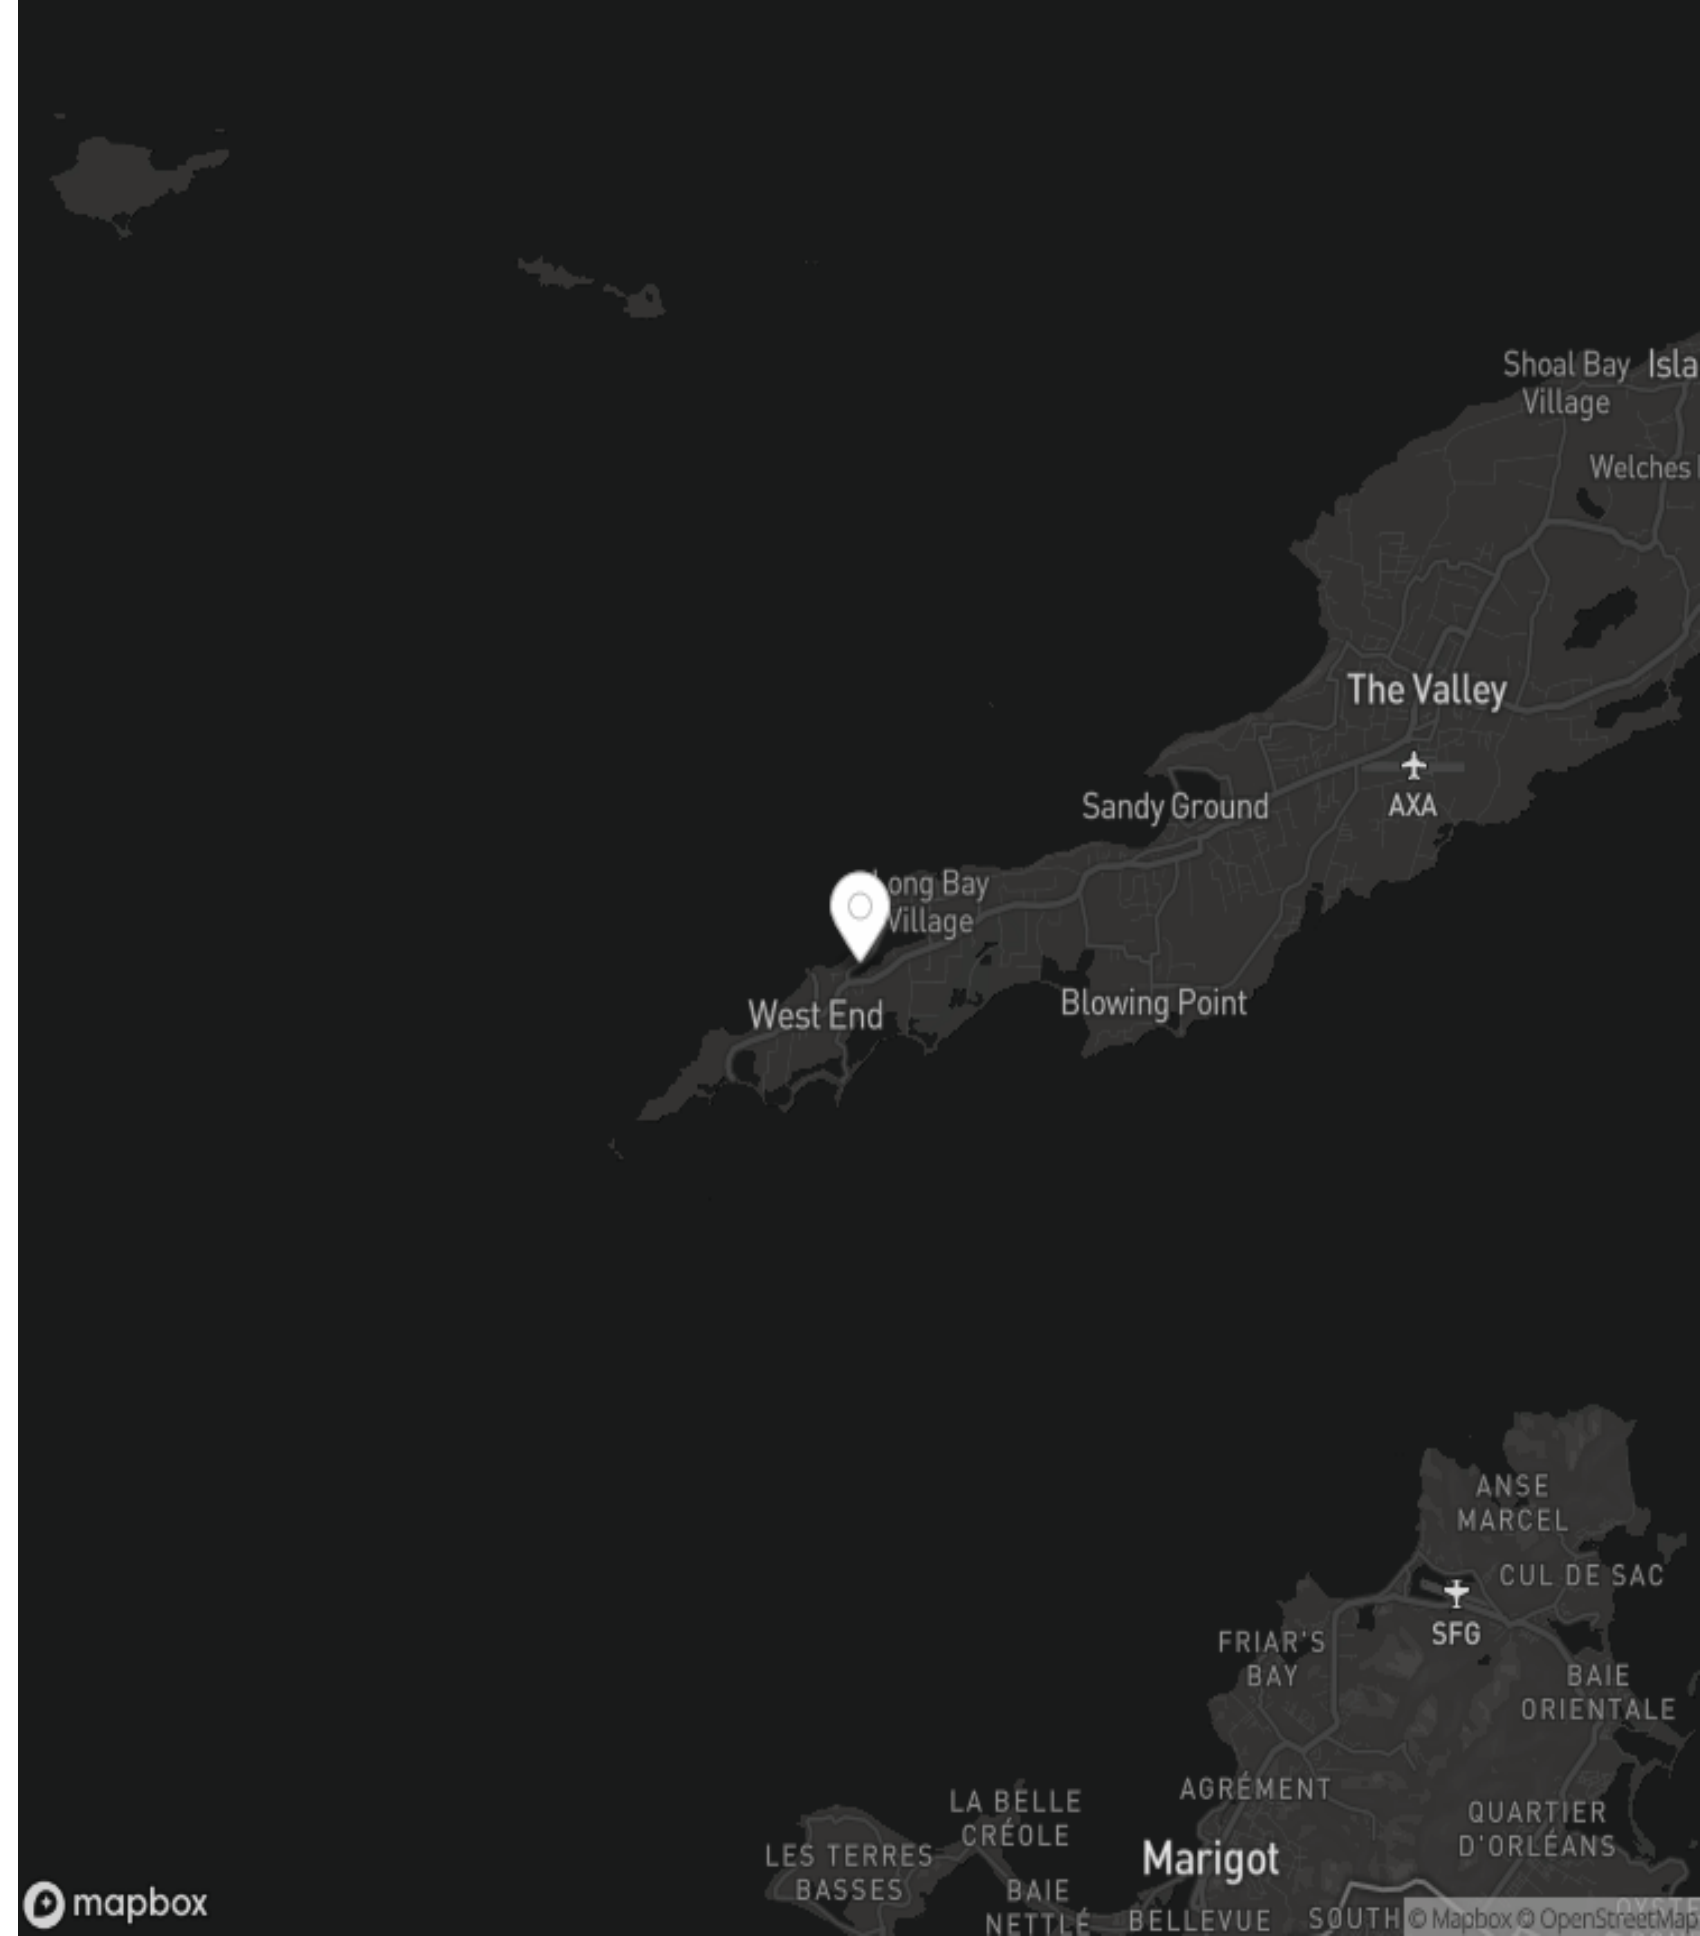 Shoal Bay
Village
Isla
Welches
The Valley
AXA
Sandy Ground
Long Bay
Village
West End
Blowing Point
ANSE
MARCEL
CUL DE SAC
SFG
FRIAR'S
BAY
BAIE
ORIENTALE
AGRÉMENT
LA BELLE
CRÉOLE
QUARTIER
D'ORLÉANS
LES TERRES
BASSES
Marigot
BAIE
NETTLÉ
BELLEVUE
SOUTH
mapbox
© Mapbox © OpenStreetMap